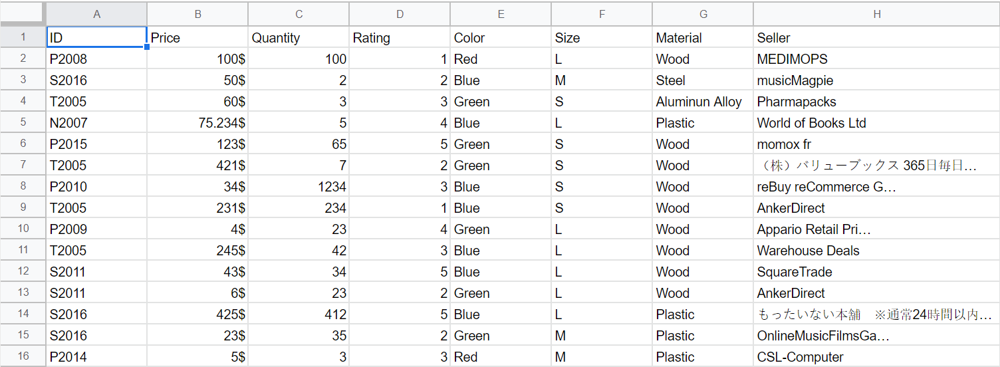 A B C D E F G H
1 ID Price Quantity Rating Color Size Material Seller
2 P2008 100$ 100 1 Red L Wood MEDIMOPS
3 S2016 50$ 2 2 Blue M Steel musicMagpie
4 T2005 60$ 3 3 Green S Aluminun Alloy Pharmapacks
5 N2007 75.234$ 5 4 Blue L Plastic World of Books Ltd
6 P2015 123$ 65 5 Green S Wood momox fr
7 T2005 421$ 7 2 Green S Wood （株）バリューブックス 365日毎日…
8 P2010 34$ 1234 3 Blue S Wood reBuy reCommerce G…
9 T2005 231$ 234 1 Blue S Wood AnkerDirect
10 P2009 4$ 23 4 Green L Wood Appario Retail Pri…
11 T2005 245$ 42 3 Blue L Wood Warehouse Deals
12 S2011 43$ 34 5 Blue L Wood SquareTrade
13 S2011 6$ 23 2 Green L Wood AnkerDirect
14 S2016 425$ 412 5 Blue L Plastic もったいない本舗　※通常24時間以内…
15 S2016 23$ 35 2 Green M Plastic OnlineMusicFilmsGa…
16 P2014 5$ 3 3 Red M Plastic CSL-Computer